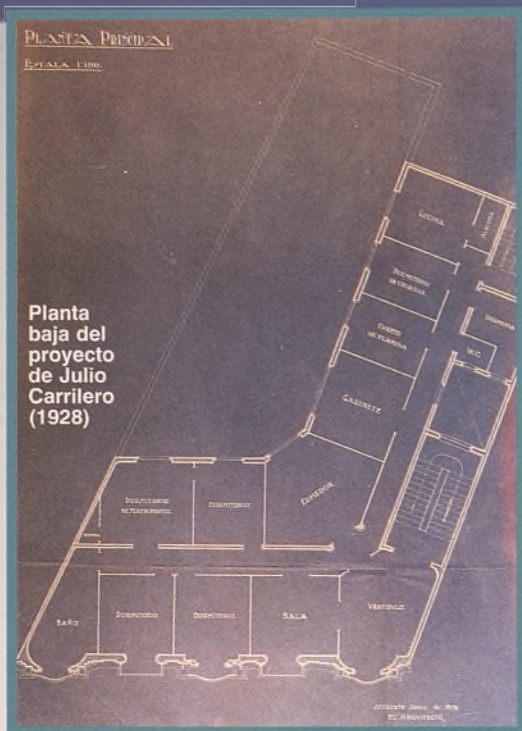 PLANTA PRINCIPAL
ESCALA 1:100.
COCINA
DESPENSA
DORMITORIO
DE CRIADAS
CUARTO
DE PLANCHA
W.C.
GABINETE
Planta
baja del
proyecto
de Julio
Carrilero
(1928)
COMEDOR
DORMITORIO
DE MATRIMONIO
DORMITORIO
BAÑO
DORMITORIO
DORMITORIO
SALA
VESTIBULO
EL ARQUITECTO,